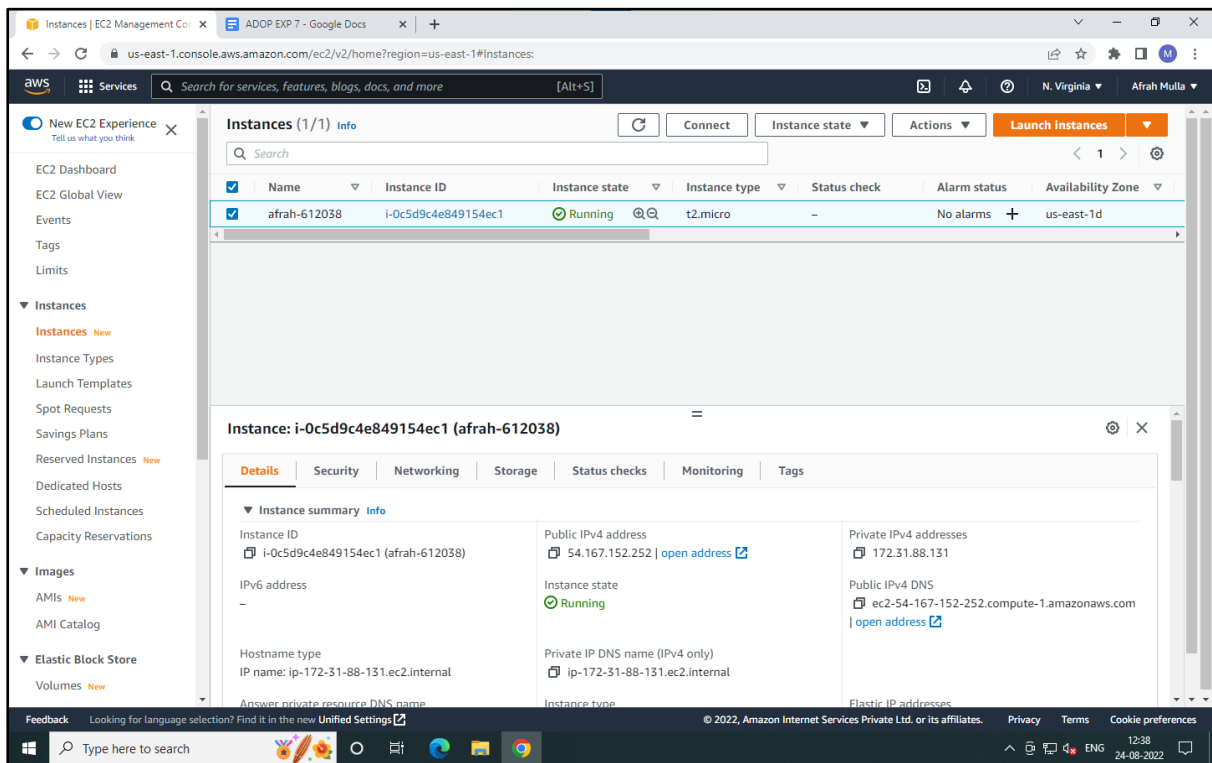 Instances | EC2 Management Con
ADOP EXP 7 - Google Docs
us-east-1.console.aws.amazon.com/ec2/v2/home?region=us-east-1#Instances:
M
aws Services Search for services, features, blogs, docs, and more [Alt+S] N. Virginia ▼ Afrah Mulla ▼
New EC2 Experience
Tell us what you think
EC2 Dashboard
EC2 Global View
Events
Tags
Limits
Instances
Instances New
Instance Types
Launch Templates
Spot Requests
Savings Plans
Reserved Instances New
Dedicated Hosts
Scheduled Instances
Capacity Reservations
Images
AMIs New
AMI Catalog
Elastic Block Store
Volumes New
Instances (1/1) Info
Connect Instance state ▼ Actions ▼ Launch instances ▼
Search
1
Name Instance ID Instance state Instance type Status check Alarm status Availability Zone
afrah-612038 i-0c5d9c4e849154ec1 Running t2.micro – No alarms + us-east-1d
Instance: i-0c5d9c4e849154ec1 (afrah-612038)
Details Security Networking Storage Status checks Monitoring Tags
Instance summary Info
Instance ID
i-0c5d9c4e849154ec1 (afrah-612038)
Public IPv4 address
54.167.152.252 | open address
Private IPv4 addresses
172.31.88.131
IPv6 address
–
Instance state
Running
Public IPv4 DNS
ec2-54-167-152-252.compute-1.amazonaws.com
| open address
Hostname type
IP name: ip-172-31-88-131.ec2.internal
Private IP DNS name (IPv4 only)
ip-172-31-88-131.ec2.internal
Answer private resource DNS name
Instance type
Elastic IP addresses
Feedback Looking for language selection? Find it in the new Unified Settings © 2022, Amazon Internet Services Private Ltd. or its affiliates. Privacy Terms Cookie preferences
Type here to search
ENG
12:38
24-08-2022